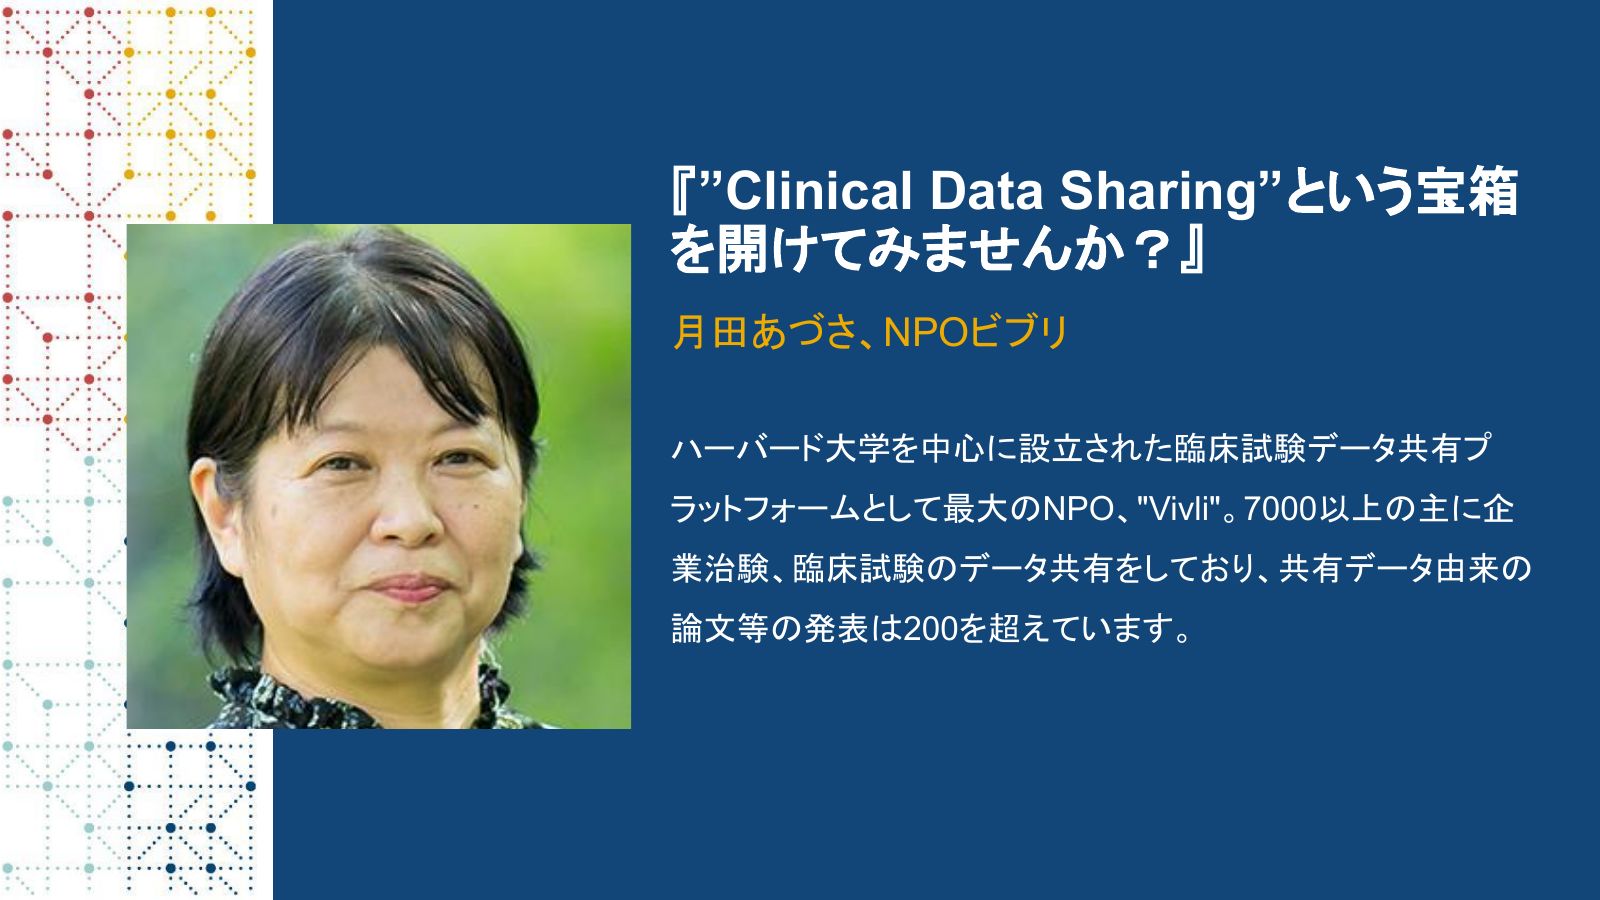 『”Clinical Data Sharing”という宝箱
を開けてみませんか？』
月田あづさ、NPOビブリ
ハーバード大学を中心に設立された臨床試験データ共有プ
ラットフォームとして最大のNPO、"Vivli"。7000以上の主に企
業治験、臨床試験のデータ共有をしており、共有データ由来の
論文等の発表は200を超えています。